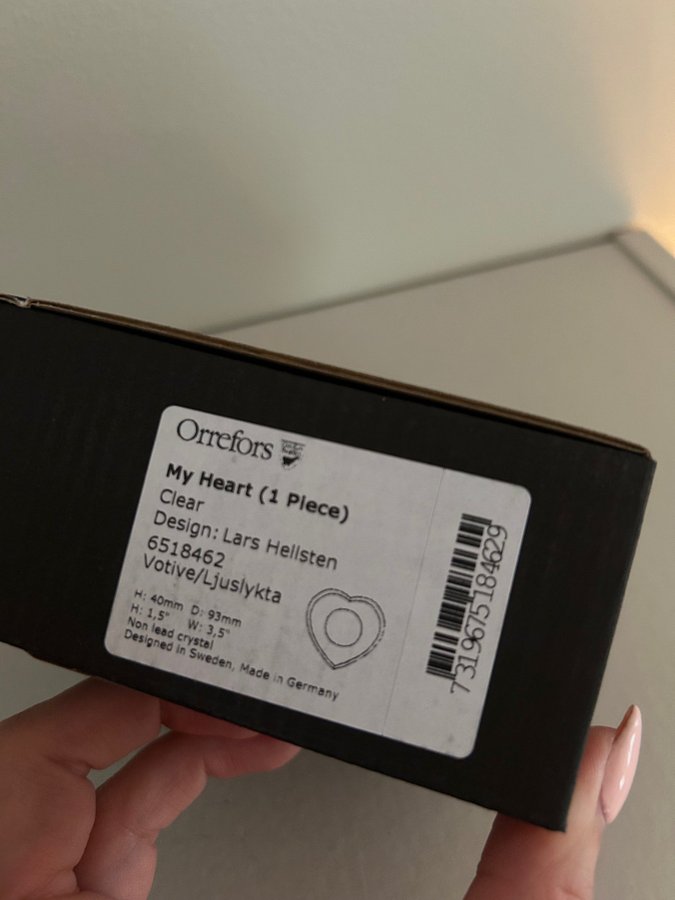 Orrefors
My Heart (1 Piece)
Clear
Design: Lars Hellsten
6518462
Votive/Ljuslykta
H: 40mm D: 93mm
H: 1,5" W: 3,5"
Non lead crystal
Designed in Sweden, Made in Germany
7319675184629